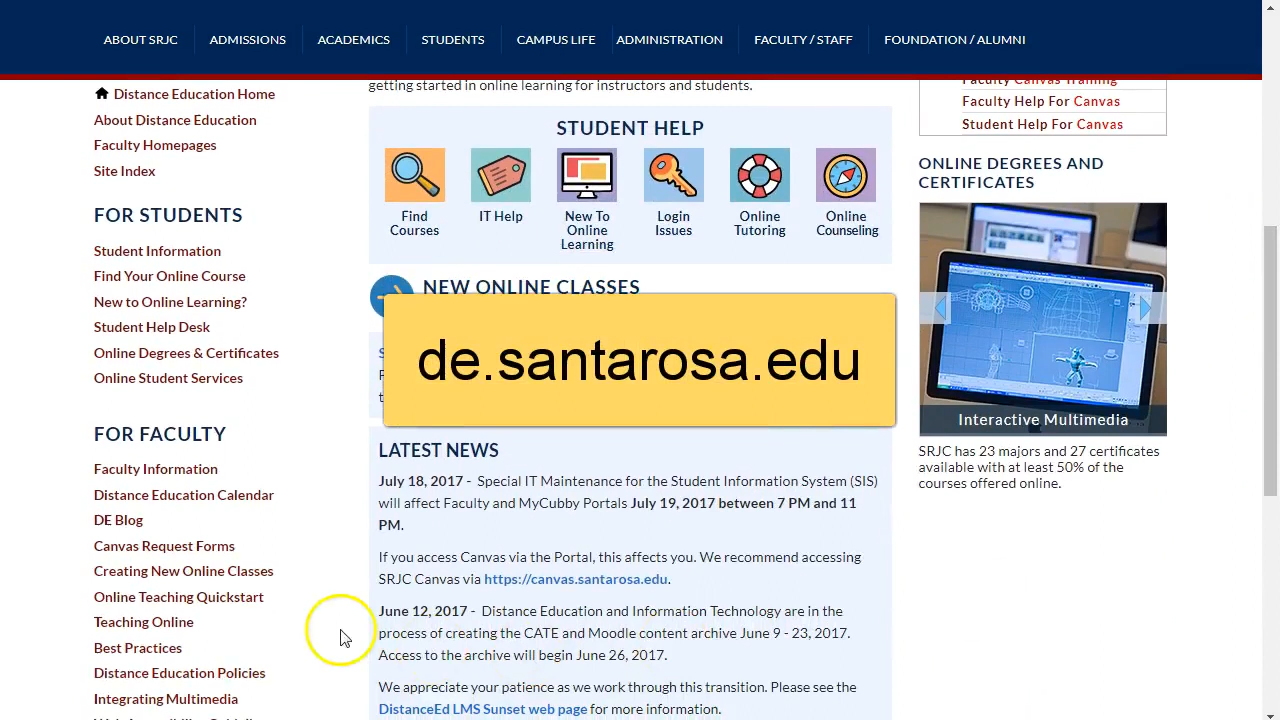 ABOUT SRJC ADMISSIONS ACADEMICS STUDENTS CAMPUS LIFE ADMINISTRATION FACULTY / STAFF FOUNDATION / ALUMNI
Distance Education Home
About Distance Education
Faculty Homepages
Site Index
FOR STUDENTS
Student Information
Find Your Online Course
New to Online Learning?
Student Help Desk
Online Degrees & Certificates
Online Student Services
FOR FACULTY
Faculty Information
Distance Education Calendar
DE Blog
Canvas Request Forms
Creating New Online Classes
Online Teaching Quickstart
Teaching Online
Best Practices
Distance Education Policies
Integrating Multimedia
getting started in online learning for instructors and students.
STUDENT HELP
Find
Courses
IT Help
New To
Online
Learning
Login
Issues
Online
Tutoring
Online
Counseling
NEW ONLINE CLASSES
de.santarosa.edu
LATEST NEWS
July 18, 2017 - Special IT Maintenance for the Student Information System (SIS)
will affect Faculty and MyCubby Portals July 19, 2017 between 7 PM and 11
PM.
If you access Canvas via the Portal, this affects you. We recommend accessing
SRJC Canvas via https://canvas.santarosa.edu.
June 12, 2017 - Distance Education and Information Technology are in the
process of creating the CATE and Moodle content archive June 9 - 23, 2017.
Access to the archive will begin June 26, 2017.
We appreciate your patience as we work through this transition. Please see the
DistanceEd LMS Sunset web page for more information.
Faculty Canvas Training
Faculty Help For Canvas
Student Help For Canvas
ONLINE DEGREES AND
CERTIFICATES
Interactive Multimedia
SRJC has 23 majors and 27 certificates
available with at least 50% of the
courses offered online.